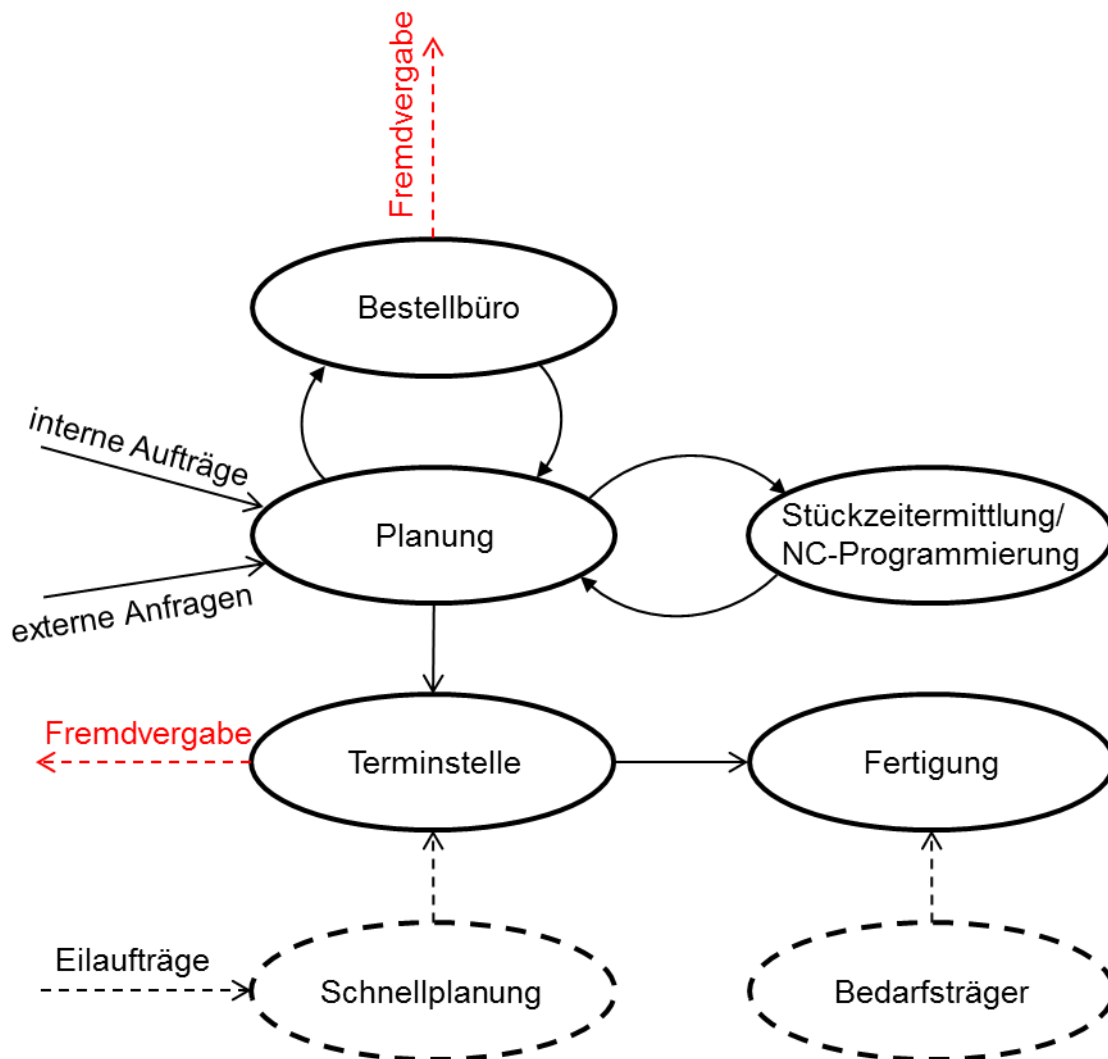 Fremdvergabe
Bestellbüro
interne Aufträge
Planung
Stückzeitermittlung/
NC-Programmierung
externe Anfragen
Fremdvergabe
Terminstelle
Fertigung
Eilaufträge
Schnellplanung
Bedarfsträger